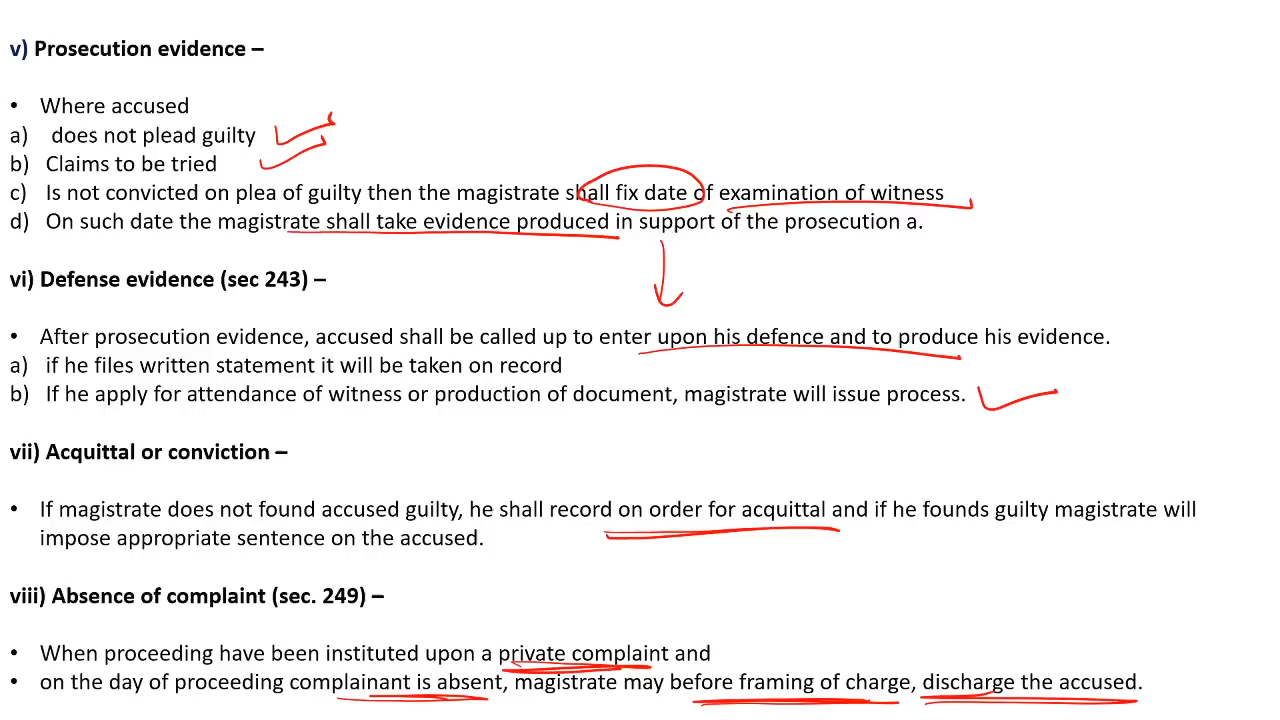 v) Prosecution evidence –
• Where accused
a) does not plead guilty
b) Claims to be tried
c) Is not convicted on plea of guilty then the magistrate shall fix date of examination of witness
d) On such date the magistrate shall take evidence produced in support of the prosecution a.
vi) Defense evidence (sec 243) –
• After prosecution evidence, accused shall be called up to enter upon his defence and to produce his evidence.
a) if he files written statement it will be taken on record
b) If he apply for attendance of witness or production of document, magistrate will issue process.
vii) Acquittal or conviction –
• If magistrate does not found accused guilty, he shall record on order for acquittal and if he founds guilty magistrate will
impose appropriate sentence on the accused.
viii) Absence of complaint (sec. 249) –
• When proceeding have been instituted upon a private complaint and
• on the day of proceeding complainant is absent, magistrate may before framing of charge, discharge the accused.